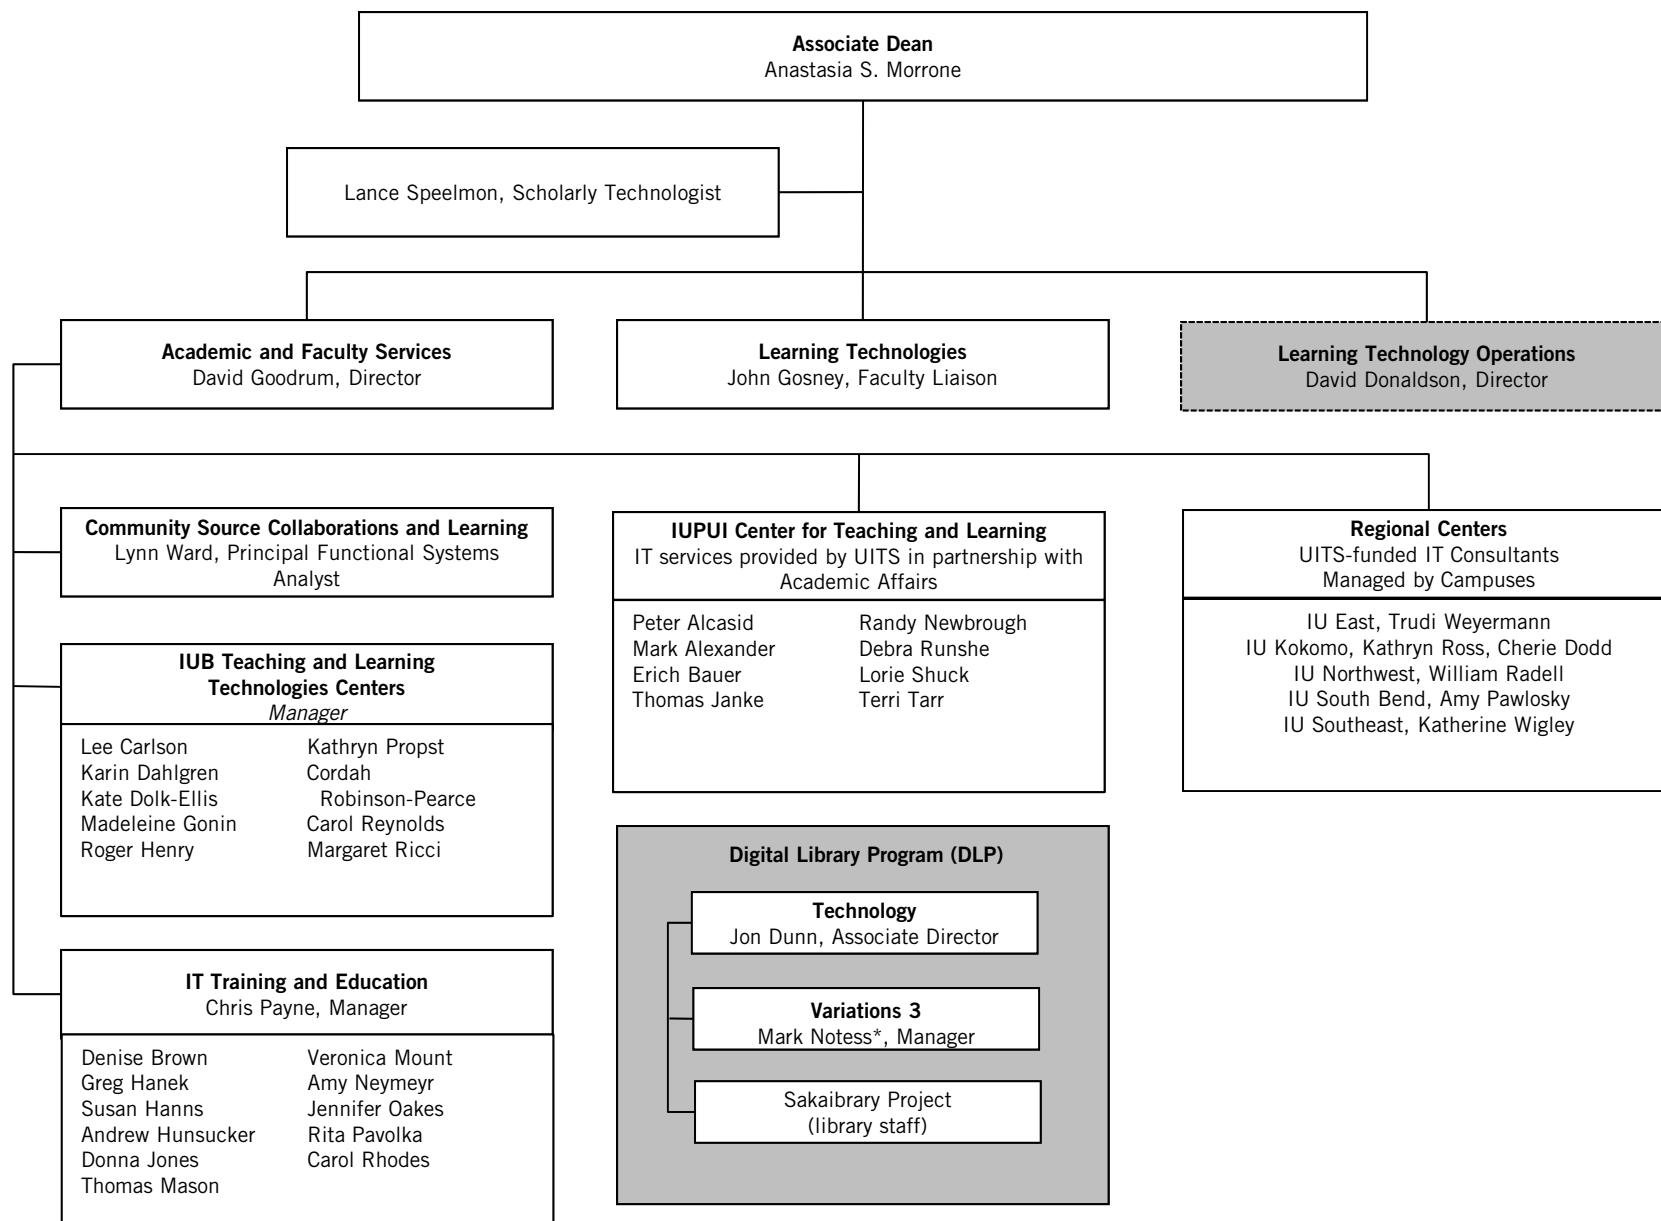 Associate Dean
Anastasia S. Morrone
Lance Speelmon, Scholarly Technologist
Academic and Faculty Services
David Goodrum, Director
Learning Technologies
John Gosney, Faculty Liaison
Learning Technology Operations
David Donaldson, Director
Community Source Collaborations and Learning
Lynn Ward, Principal Functional Systems
Analyst
IUPUI Center for Teaching and Learning
IT services provided by UITS in partnership with
Academic Affairs
Peter Alcasid
Mark Alexander
Erich Bauer
Thomas Janke
Randy Newbrough
Debra Runshe
Lorie Shuck
Terri Tarr
Regional Centers
UITS-funded IT Consultants
Managed by Campuses
IU East, Trudi Weyermann
IU Kokomo, Kathryn Ross, Cherie Dodd
IU Northwest, William Radell
IU South Bend, Amy Pawlosky
IU Southeast, Katherine Wigley
IUB Teaching and Learning
Technologies Centers
Manager
Lee Carlson
Karin Dahlgren
Kate Dolk-Ellis
Madeleine Gonin
Roger Henry
Kathryn Propst
Cordah
Robinson-Pearce
Carol Reynolds
Margaret Ricci
Digital Library Program (DLP)
Technology
Jon Dunn, Associate Director
Variations 3
Mark Notess*, Manager
Sakaibrary Project
(library staff)
IT Training and Education
Chris Payne, Manager
Denise Brown
Greg Hanek
Susan Hanns
Andrew Hunsucker
Donna Jones
Thomas Mason
Veronica Mount
Amy Neymeyr
Jennifer Oakes
Rita Pavolka
Carol Rhodes